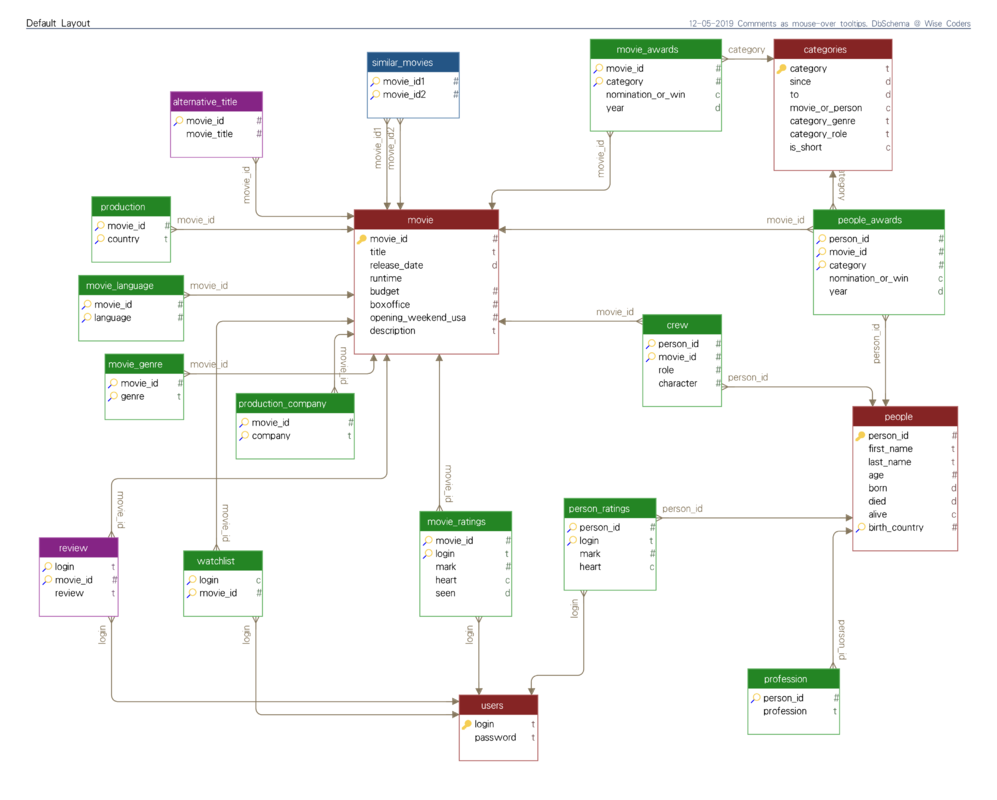 Default Layout
12-05-2019 Comments as mouse-over tooltips, DbSchema @ Wise Coders
movie_awards
movie_id #
category #
nomination_or_win c
year d
category
categories
category t
since d
to d
movie_or_person c
category_genre t
category_role t
is_short c
similar_movies
movie_id1 #
movie_id2 #
movie_id1
movie_id2
alternative_title
movie_id #
movie_title #
movie_id
movie_id
category
production
movie_id #
country t
movie_id
movie
movie_id #
title t
release_date d
runtime
budget #
boxoffice #
opening_weekend_usa #
description t
movie_id
people_awards
person_id #
movie_id #
category #
nomination_or_win c
year d
person_id
movie_language
movie_id #
language #
movie_id
movie_id
crew
person_id #
movie_id #
role #
character #
person_id
movie_genre
movie_id #
genre t
movie_id
movie_id
production_company
movie_id #
company t
people
person_id #
first_name t
last_name t
age #
born d
died d
alive c
birth_country #
movie_id
movie_id
movie_id
review
login t
movie_id #
review t
login
watchlist
login c
movie_id #
login
movie_ratings
movie_id #
login t
mark #
heart c
seen d
login
person_ratings
person_id #
login t
mark #
heart c
person_id
login
person_id
profession
person_id #
profession t
users
login t
password t